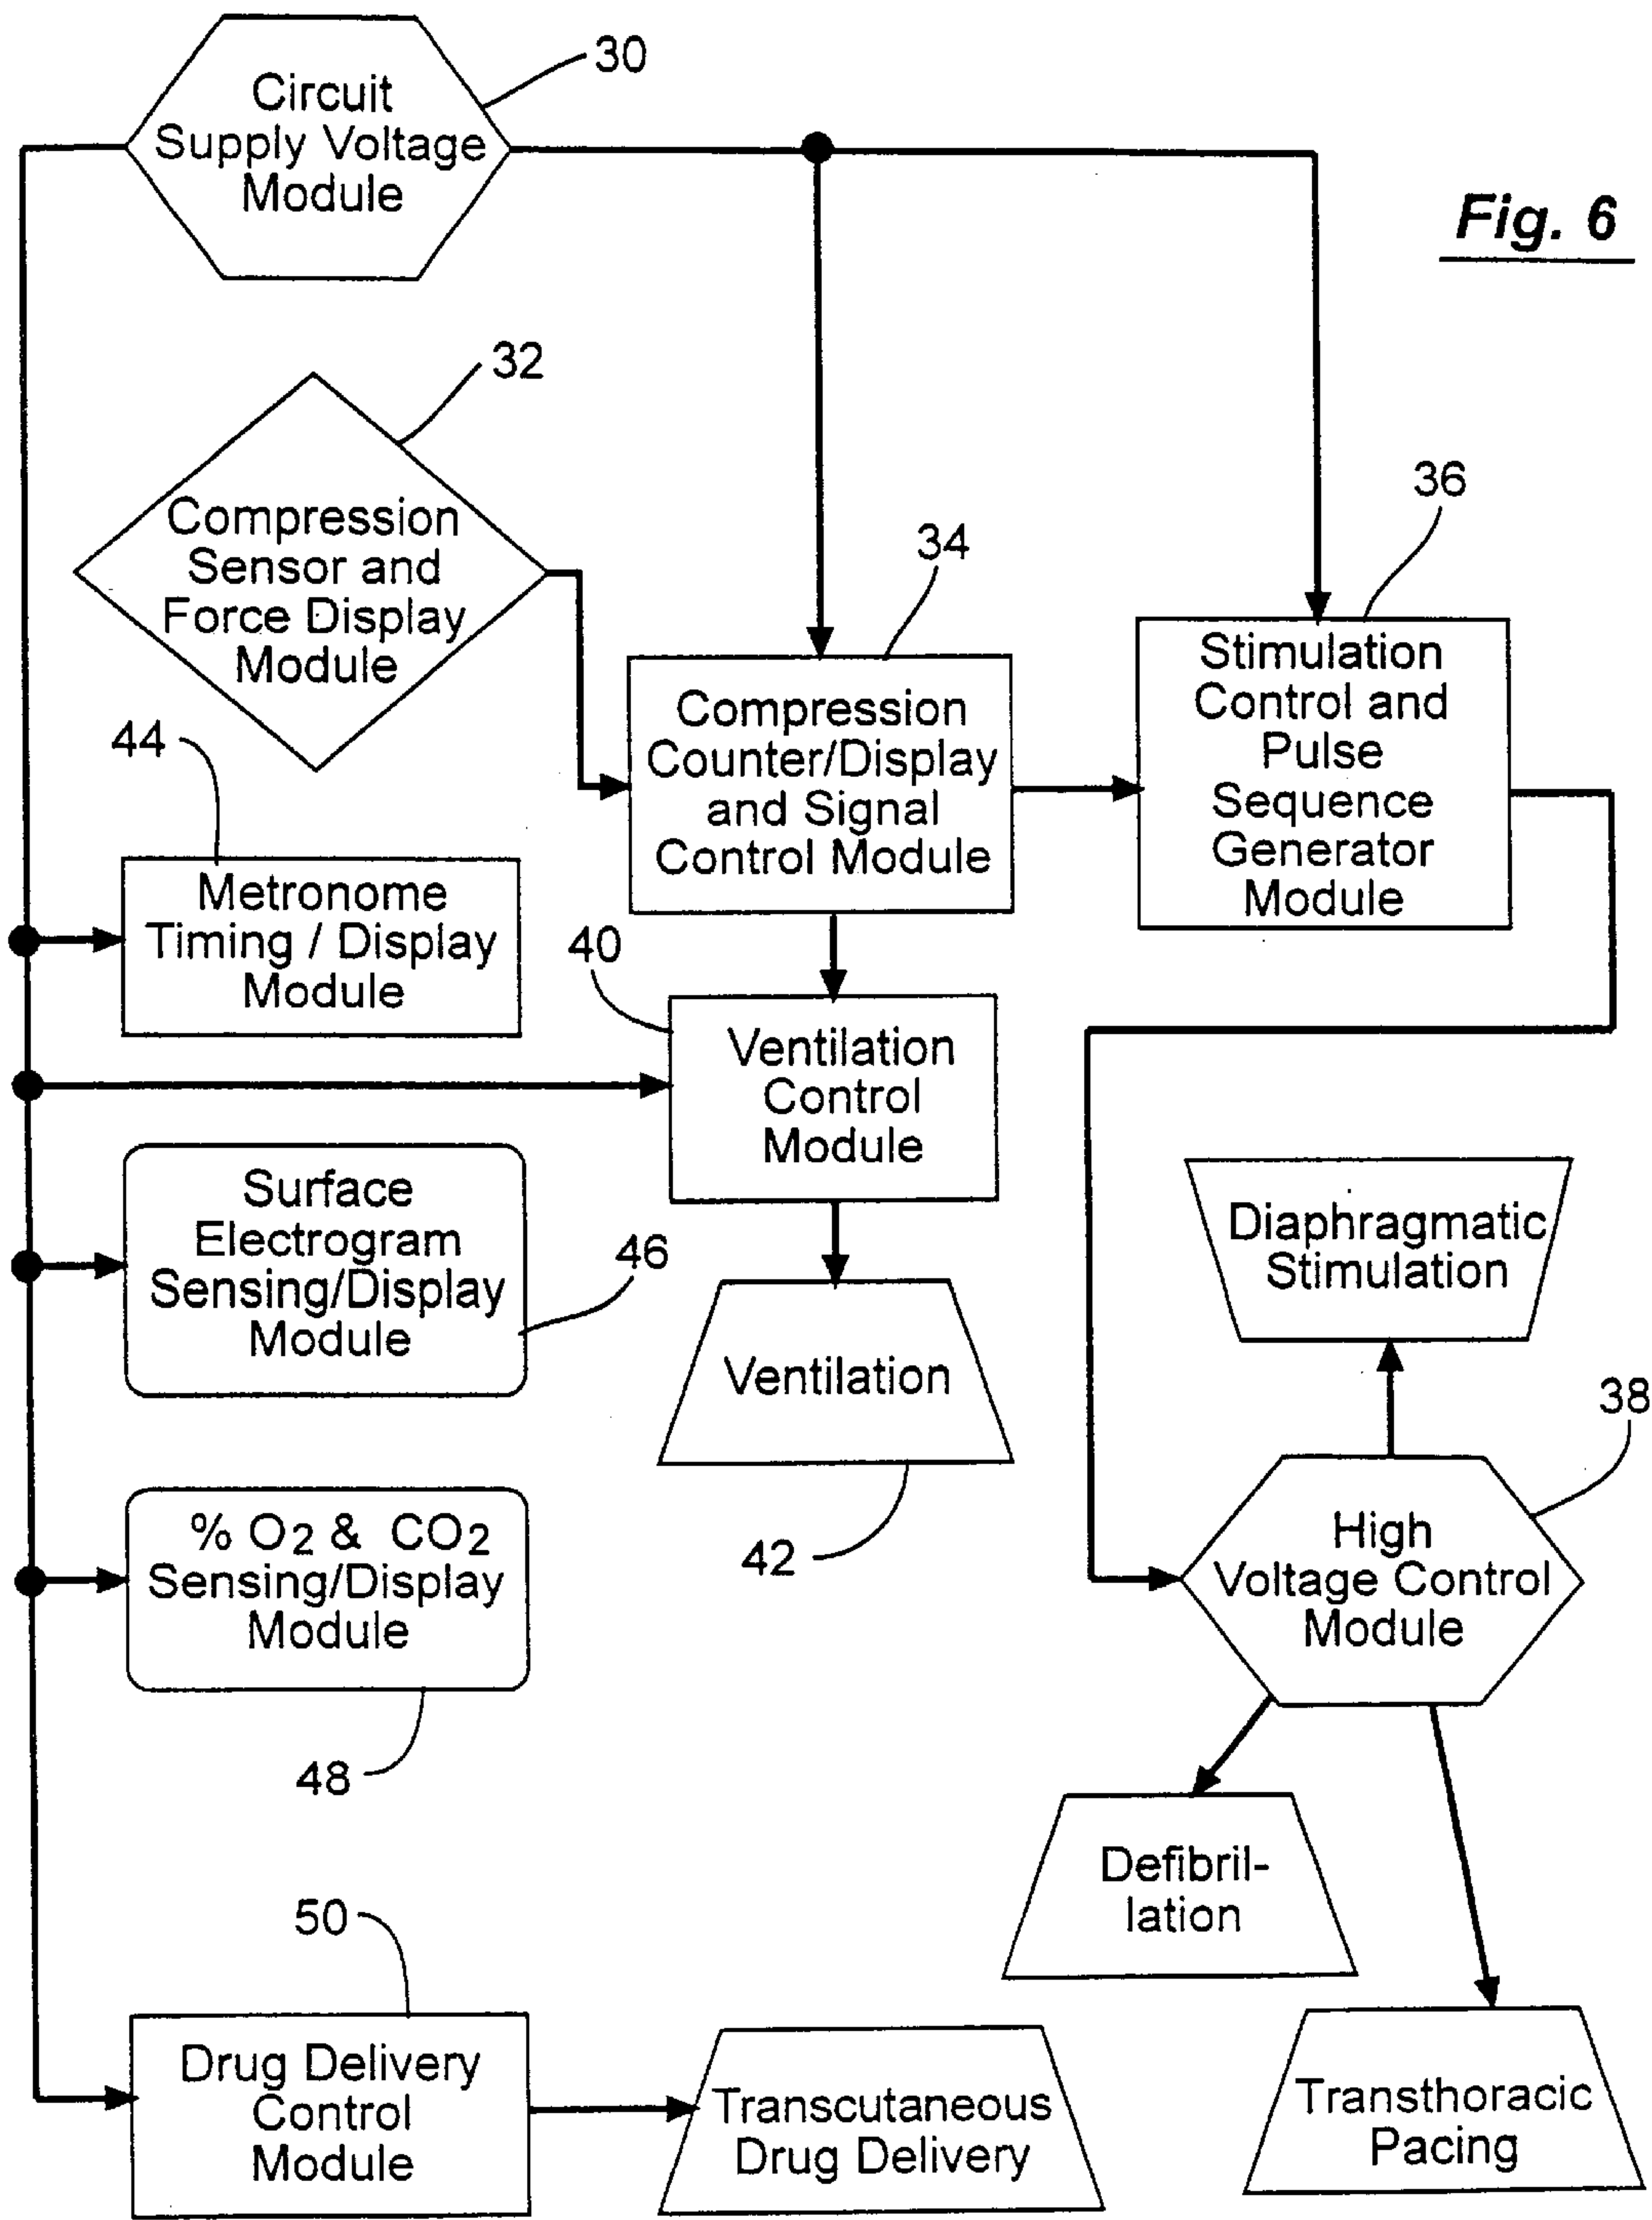 30
Circuit
Supply Voltage
Module
Fig. 6
32
Compression
Sensor and
Force Display
Module
34
Compression
Counter/Display
and Signal
Control Module
36
Stimulation
Control and
Pulse
Sequence
Generator
Module
44
Metronome
Timing / Display
Module
40
Ventilation
Control
Module
Surface
Electrogram
Sensing/Display
Module
46
Ventilation
42
Diaphragmatic
Stimulation
38
High
Voltage Control
Module
% O2 & CO2
Sensing/Display
Module
48
Defibril-
lation
50
Drug Delivery
Control
Module
Transcutaneous
Drug Delivery
Transthoracic
Pacing